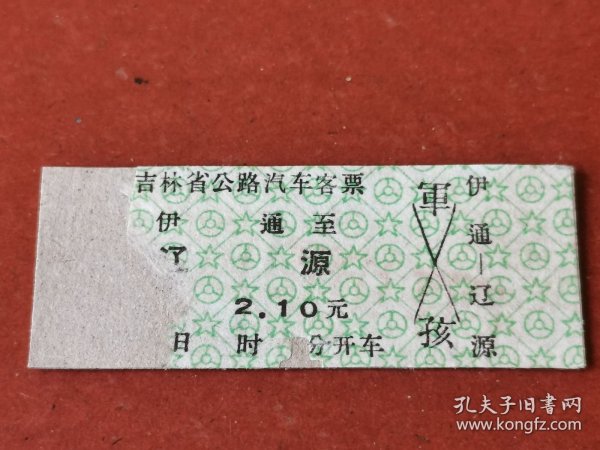 吉林省公路汽车客票
伊 通 至
辽 源
2.10元
日 时 分开车
軍
孩
伊通—辽源
孔夫子旧书网
www.kongfz.com